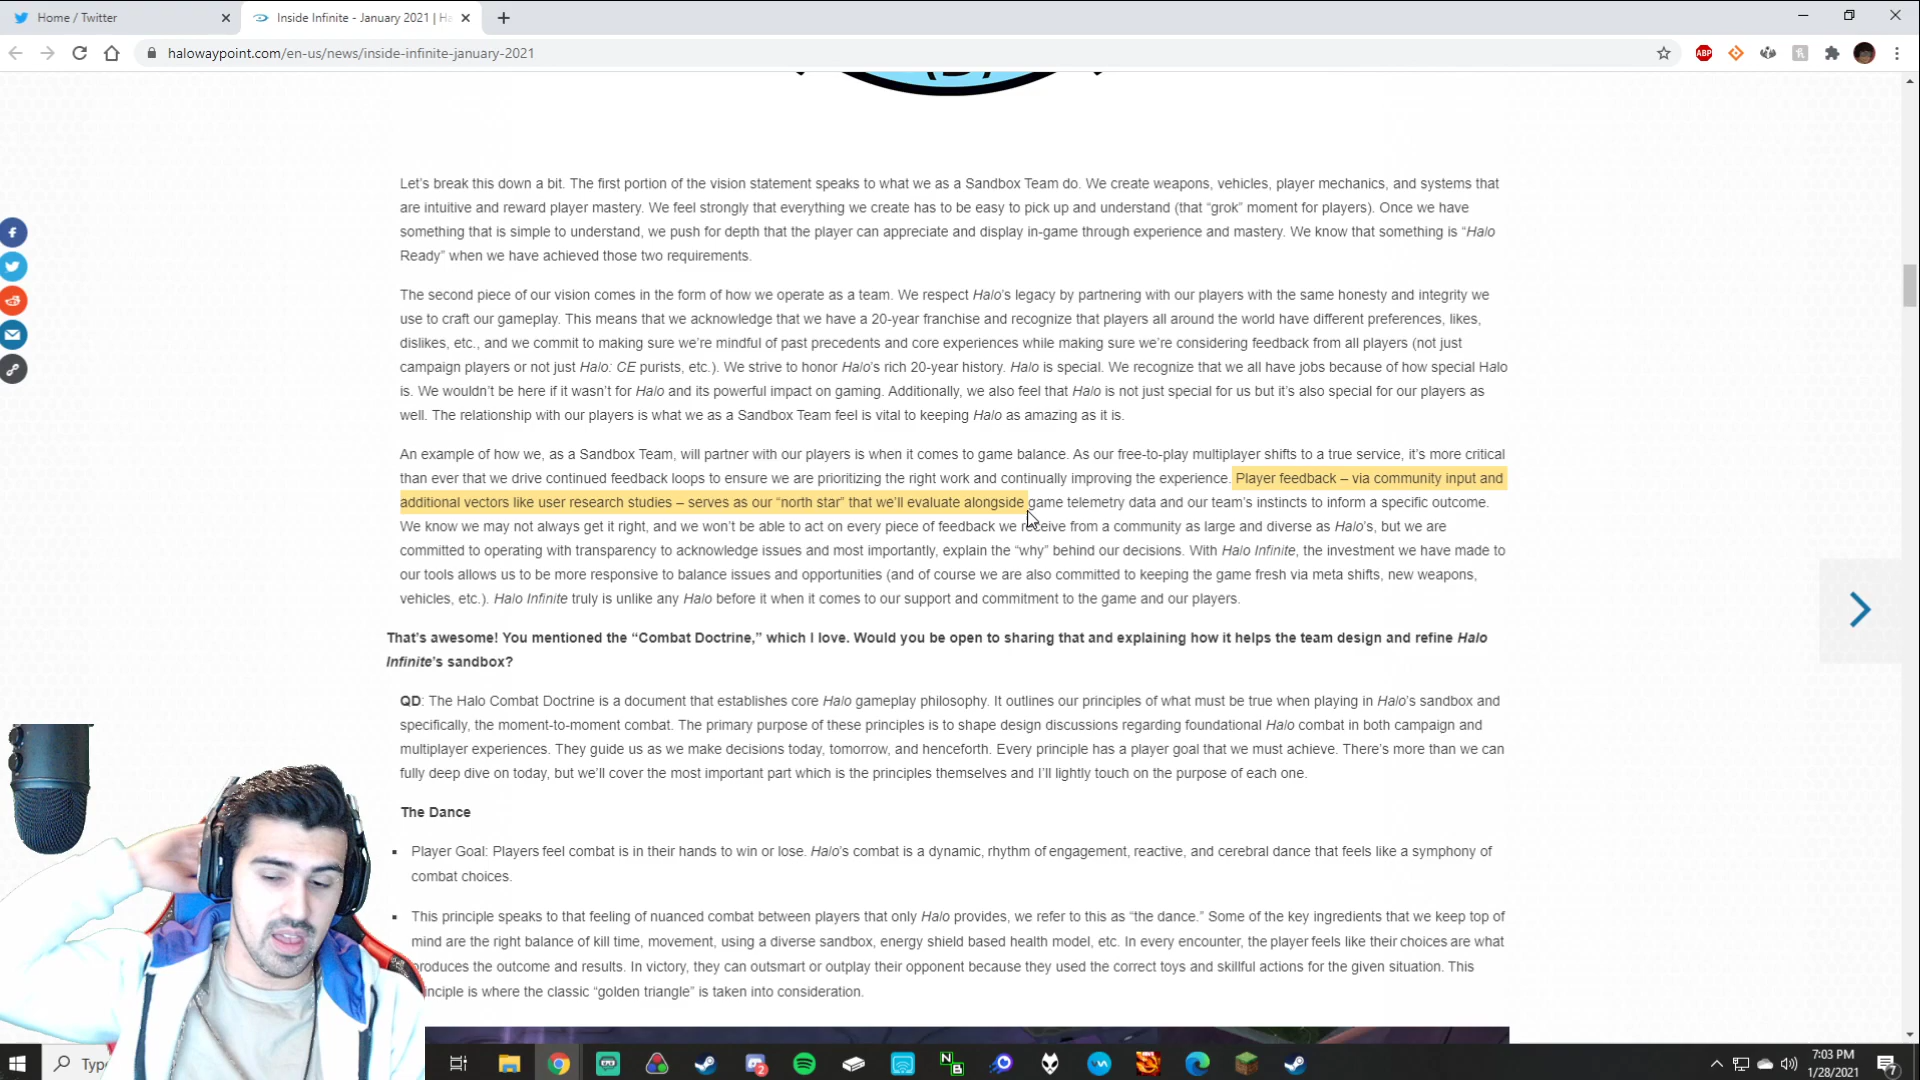 Home / Twitter
Inside Infinite - January 2021 | Ha
halowaypoint.com/en-us/news/inside-infinite-january-2021
ABP
Let's break this down a bit. The first portion of the vision statement speaks to what we as a Sandbox Team do. We create weapons, vehicles, player mechanics, and systems that
are intuitive and reward player mastery. We feel strongly that everything we create has to be easy to pick up and understand (that “grok” moment for players). Once we have
something that is simple to understand, we push for depth that the player can appreciate and display in-game through experience and mastery. We know that something is “Halo
Ready” when we have achieved those two requirements.
The second piece of our vision comes in the form of how we operate as a team. We respect Halo's legacy by partnering with our players with the same honesty and integrity we
use to craft our gameplay. This means that we acknowledge that we have a 20-year franchise and recognize that players all around the world have different preferences, likes,
dislikes, etc., and we commit to making sure we're mindful of past precedents and core experiences while making sure we're considering feedback from all players (not just
campaign players or not just Halo: CE purists, etc.). We strive to honor Halo's rich 20-year history. Halo is special. We recognize that we all have jobs because of how special Halo
is. We wouldn't be here if it wasn't for Halo and its powerful impact on gaming. Additionally, we also feel that Halo is not just special for us but it's also special for our players as
well. The relationship with our players is what we as a Sandbox Team feel is vital to keeping Halo as amazing as it is.
An example of how we, as a Sandbox Team, will partner with our players is when it comes to game balance. As our free-to-play multiplayer shifts to a true service, it's more critical
than ever that we drive continued feedback loops to ensure we are prioritizing the right work and continually improving the experience. Player feedback – via community input and
additional vectors like user research studies – serves as our “north star” that we'll evaluate alongside game telemetry data and our team's instincts to inform a specific outcome.
We know we may not always get it right, and we won't be able to act on every piece of feedback we receive from a community as large and diverse as Halo's, but we are
committed to operating with transparency to acknowledge issues and most importantly, explain the “why” behind our decisions. With Halo Infinite, the investment we have made to
our tools allows us to be more responsive to balance issues and opportunities (and of course we are also committed to keeping the game fresh via meta shifts, new weapons,
vehicles, etc.). Halo Infinite truly is unlike any Halo before it when it comes to our support and commitment to the game and our players.
That's awesome! You mentioned the “Combat Doctrine,” which I love. Would you be open to sharing that and explaining how it helps the team design and refine Halo
Infinite's sandbox?
QD: The Halo Combat Doctrine is a document that establishes core Halo gameplay philosophy. It outlines our principles of what must be true when playing in Halo's sandbox and
specifically, the moment-to-moment combat. The primary purpose of these principles is to shape design discussions regarding foundational Halo combat in both campaign and
multiplayer experiences. They guide us as we make decisions today, tomorrow, and henceforth. Every principle has a player goal that we must achieve. There's more than we can
fully deep dive on today, but we'll cover the most important part which is the principles themselves and I'll lightly touch on the purpose of each one.
The Dance
▪ Player Goal: Players feel combat is in their hands to win or lose. Halo's combat is a dynamic, rhythm of engagement, reactive, and cerebral dance that feels like a symphony of
combat choices.
▪ This principle speaks to that feeling of nuanced combat between players that only Halo provides, we refer to this as “the dance.” Some of the key ingredients that we keep top of
mind are the right balance of kill time, movement, using a diverse sandbox, energy shield based health model, etc. In every encounter, the player feels like their choices are what
produces the outcome and results. In victory, they can outsmart or outplay their opponent because they used the correct toys and skillful actions for the given situation. This
inciple is where the classic “golden triangle” is taken into consideration.
Type
7:03 PM
1/28/2021